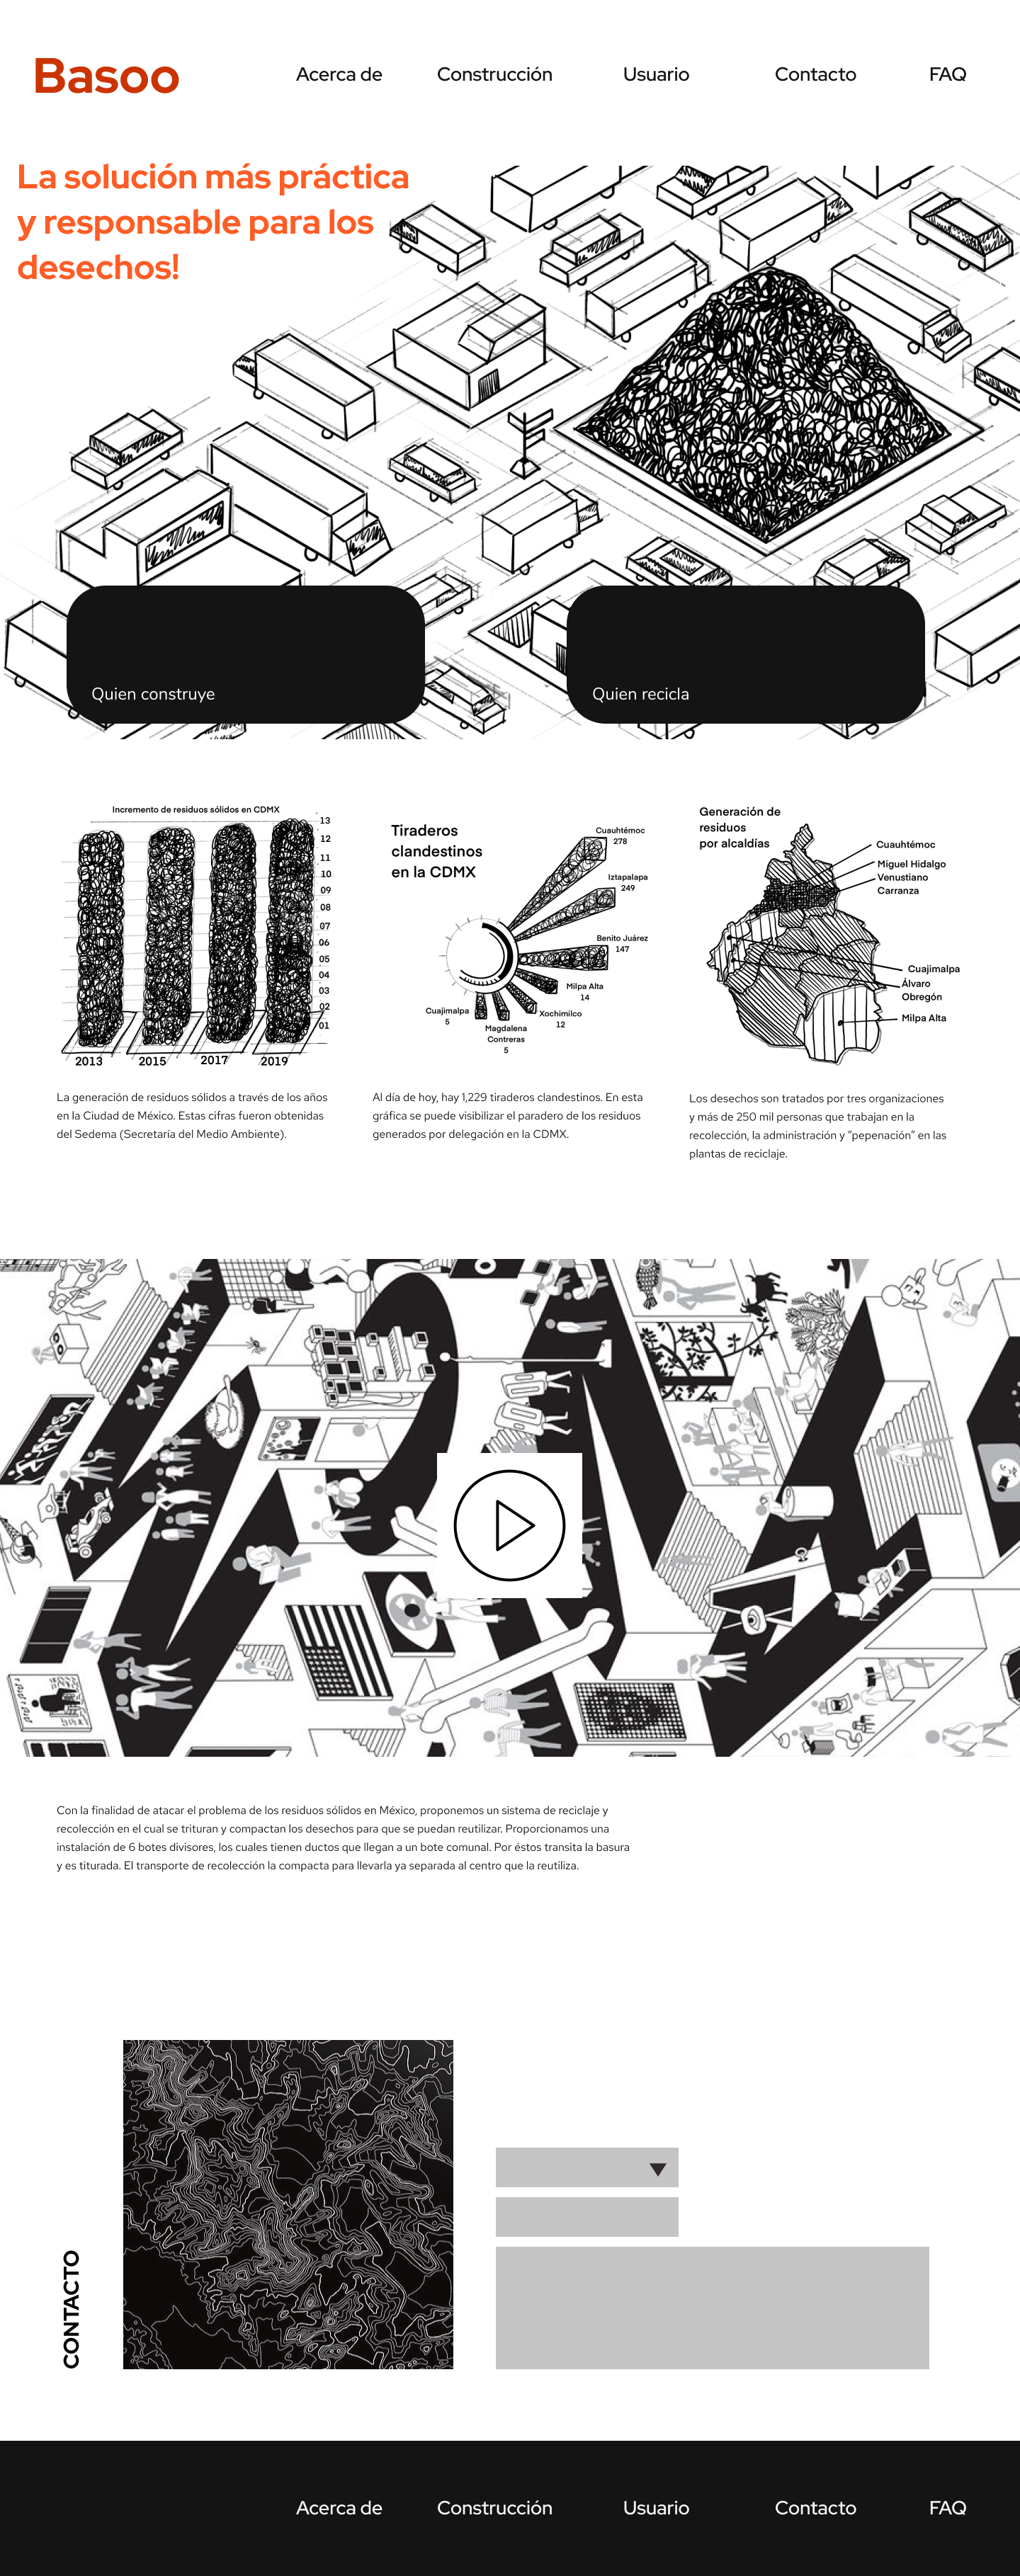 Basoo
Acerca de
Construcción
Usuario
Contacto
FAQ
La solución más práctica
y responsable para los
desechos!
Quien construye
Quien recicla
Incremento de residuos sólidos en CDMX
13
12
11
10
09
08
07
06
05
04
03
02
01
2013
2015
2017
2019
La generación de residuos sólidos a través de los años
en la Ciudad de México. Estas cifras fueron obtenidas
del Sedema (Secretaría del Medio Ambiente).
Tiraderos
clandestinos
en la CDMX
Cuauhtémoc
278
Iztapalapa
249
Benito Juárez
147
Milpa Alta
14
Xochimilco
12
Magdalena
Contreras
5
Cuajimalpa
5
Al día de hoy, hay 1,229 tiraderos clandestinos. En esta
gráfica se puede visibilizar el paradero de los residuos
generados por delegación en la CDMX.
Generación de
residuos
por alcaldías
Cuauhtémoc
Miguel Hidalgo
Venustiano
Carranza
Cuajimalpa
Álvaro
Obregón
Milpa Alta
Los desechos son tratados por tres organizaciones
y más de 250 mil personas que trabajan en la
recolección, la administración y "pepenación" en las
plantas de reciclaje.
Con la finalidad de atacar el problema de los residuos sólidos en México, proponemos un sistema de reciclaje y
recolección en el cual se trituran y compactan los desechos para que se puedan reutilizar. Proporcionamos una
instalación de 6 botes divisores, los cuales tienen ductos que llegan a un bote comunal. Por éstos transita la basura
y es titurada. El transporte de recolección la compacta para llevarla ya separada al centro que la reutiliza.
CONTACTO
Acerca de
Construcción
Usuario
Contacto
FAQ